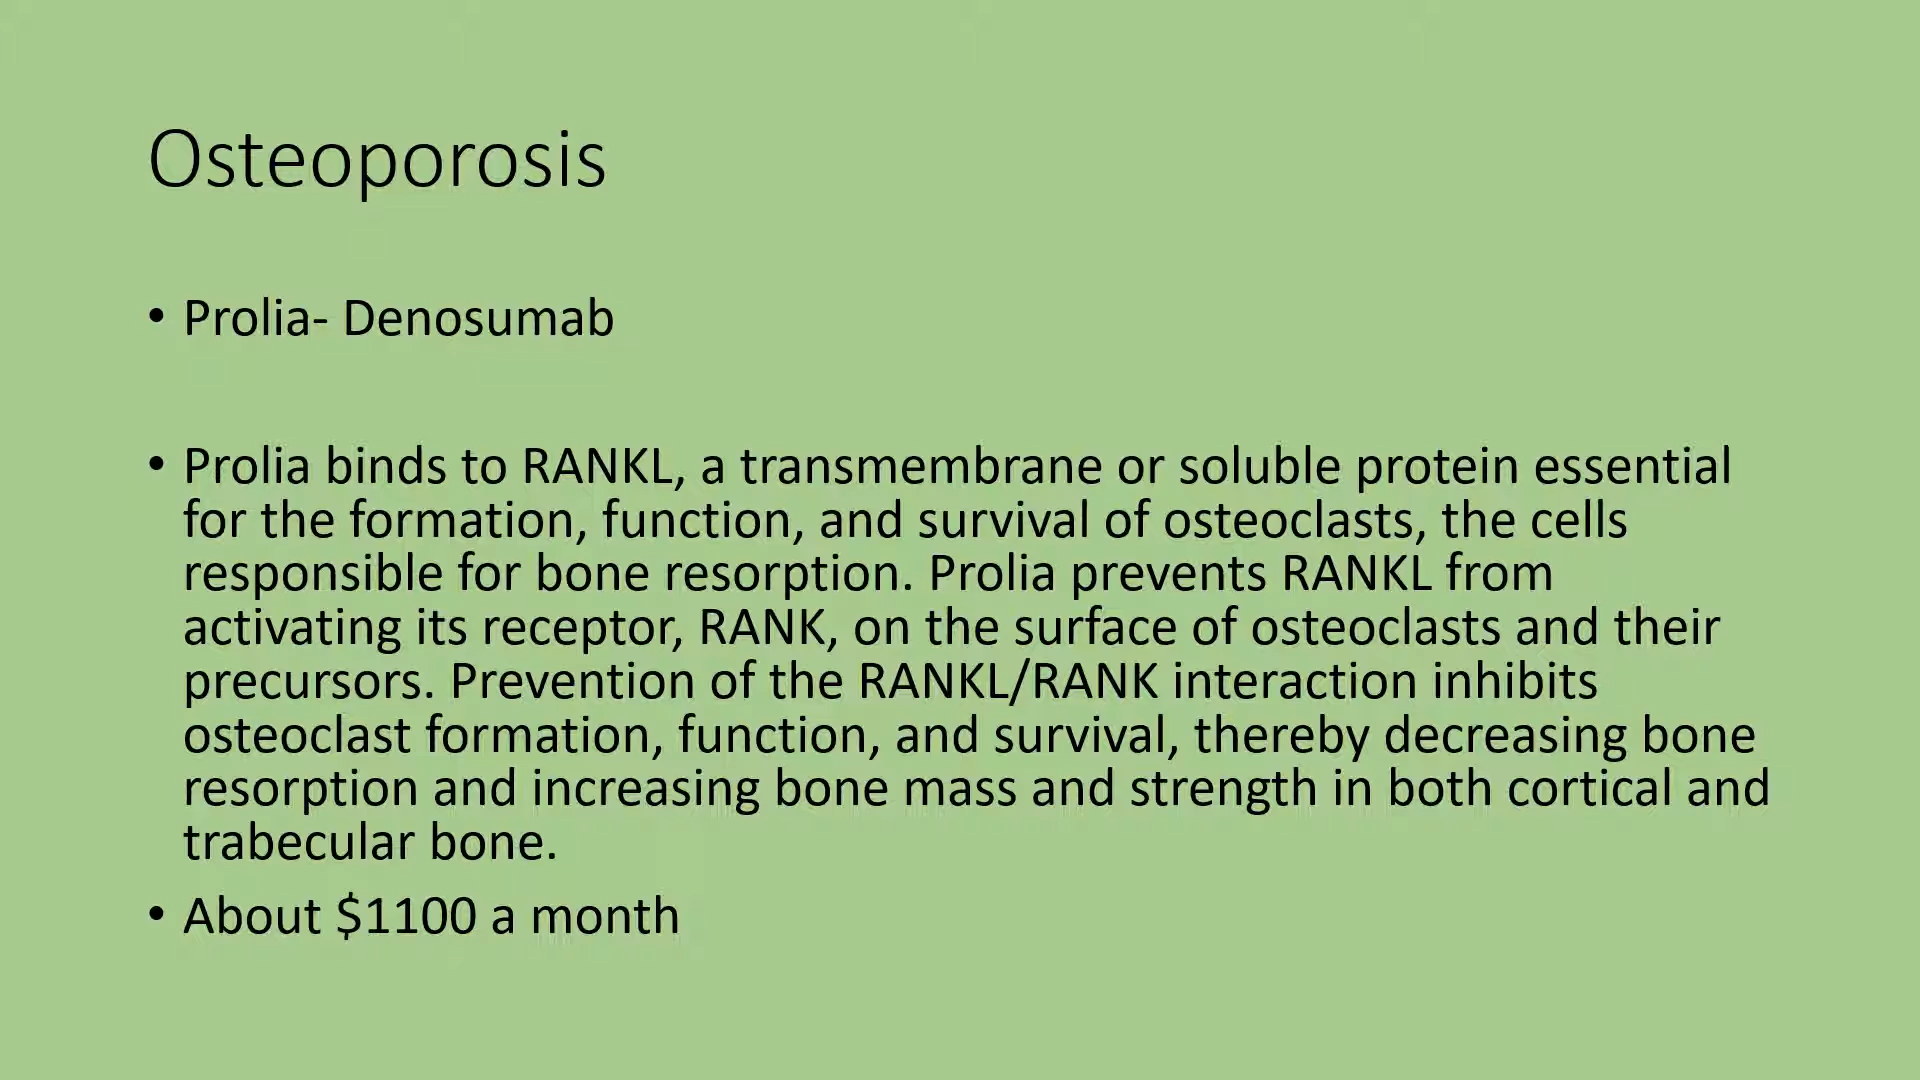 Osteoporosis
• Prolia- Denosumab
• Prolia binds to RANKL, a transmembrane or soluble protein essential
for the formation, function, and survival of osteoclasts, the cells
responsible for bone resorption. Prolia prevents RANKL from
activating its receptor, RANK, on the surface of osteoclasts and their
precursors. Prevention of the RANKL/RANK interaction inhibits
osteoclast formation, function, and survival, thereby decreasing bone
resorption and increasing bone mass and strength in both cortical and
trabecular bone.
• About $1100 a month